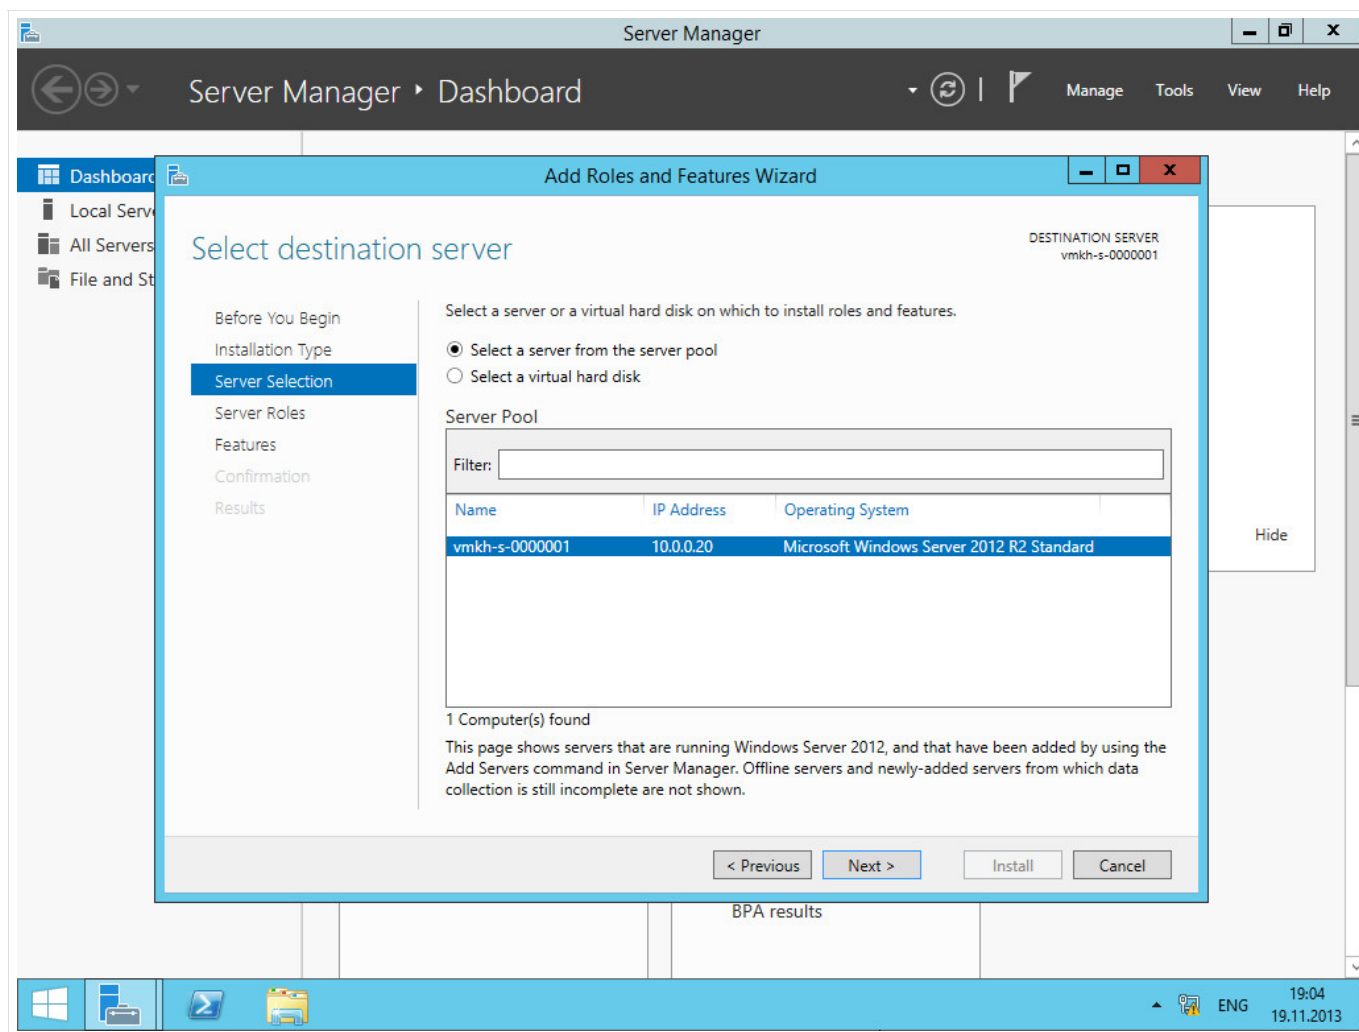 Server Manager
Server Manager Dashboard
Manage Tools View Help
Dashboard
Local Serve
All Servers
File and St
Add Roles and Features Wizard
Select destination server
DESTINATION SERVER
vmkh-s-0000001
Before You Begin
Installation Type
Server Selection
Server Roles
Features
Confirmation
Results
Select a server or a virtual hard disk on which to install roles and features.
Select a server from the server pool
Select a virtual hard disk
Server Pool
Filter:
Name IP Address Operating System
vmkh-s-0000001 10.0.0.20 Microsoft Windows Server 2012 R2 Standard
1 Computer(s) found
This page shows servers that are running Windows Server 2012, and that have been added by using the
Add Servers command in Server Manager. Offline servers and newly-added servers from which data
collection is still incomplete are not shown.
< Previous Next > Install Cancel
Hide
BPA results
ENG
19:04
19.11.2013